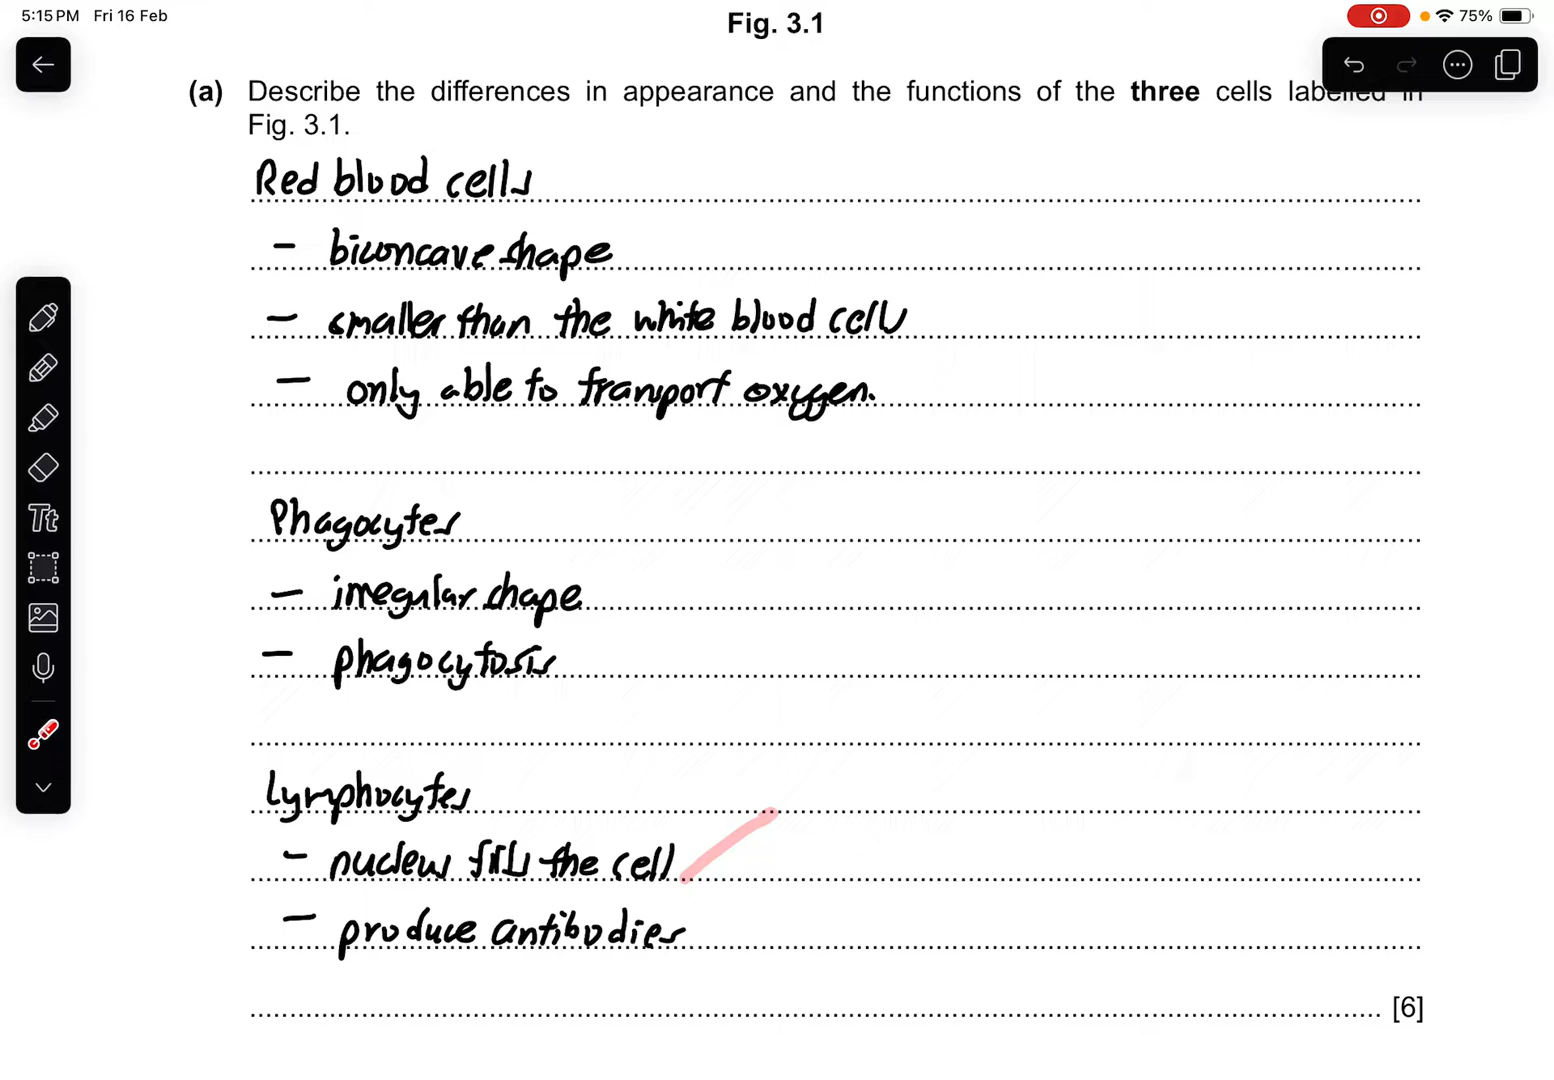 5:15 PM Fri 16 Feb
75%
Fig. 3.1
(a) Describe the differences in appearance and the functions of the three cells labelled in
Fig. 3.1.
Red blood cells
- biconcave shape
- smaller than the white blood cells
- only able to transport oxygen.
Phagocytes
- irregular shape
- phagocytosis
Lymphocytes
- nucleus fills the cell
- produce antibodies
[6]
Tt